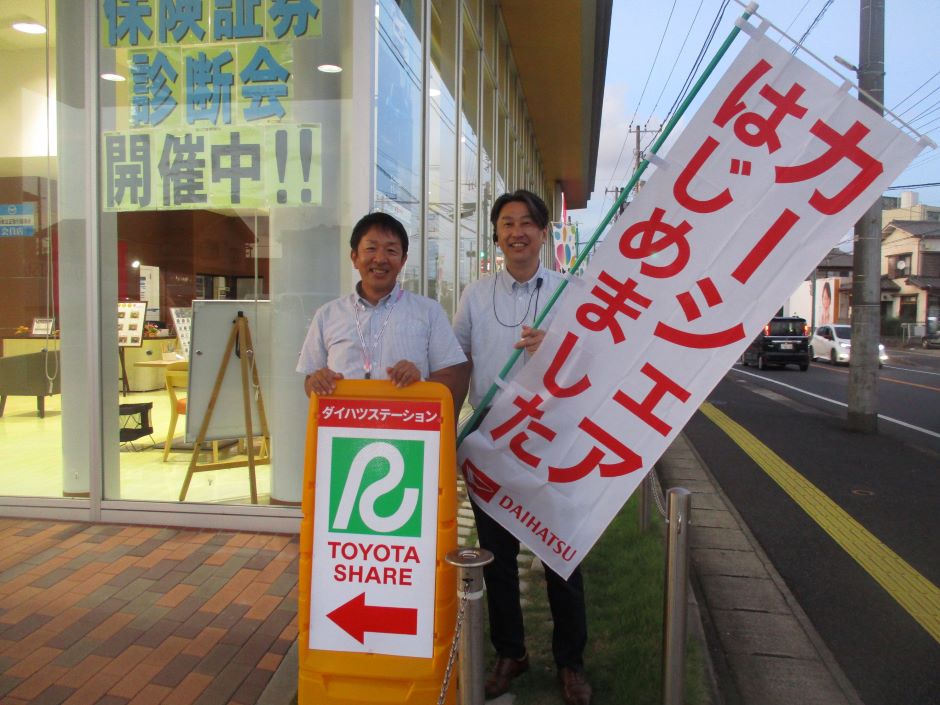 保険証券
診断会
開催中!!
ダイハツステーション
TOYOTA
SHARE
カーシェア
はじめました
DAIHATSU